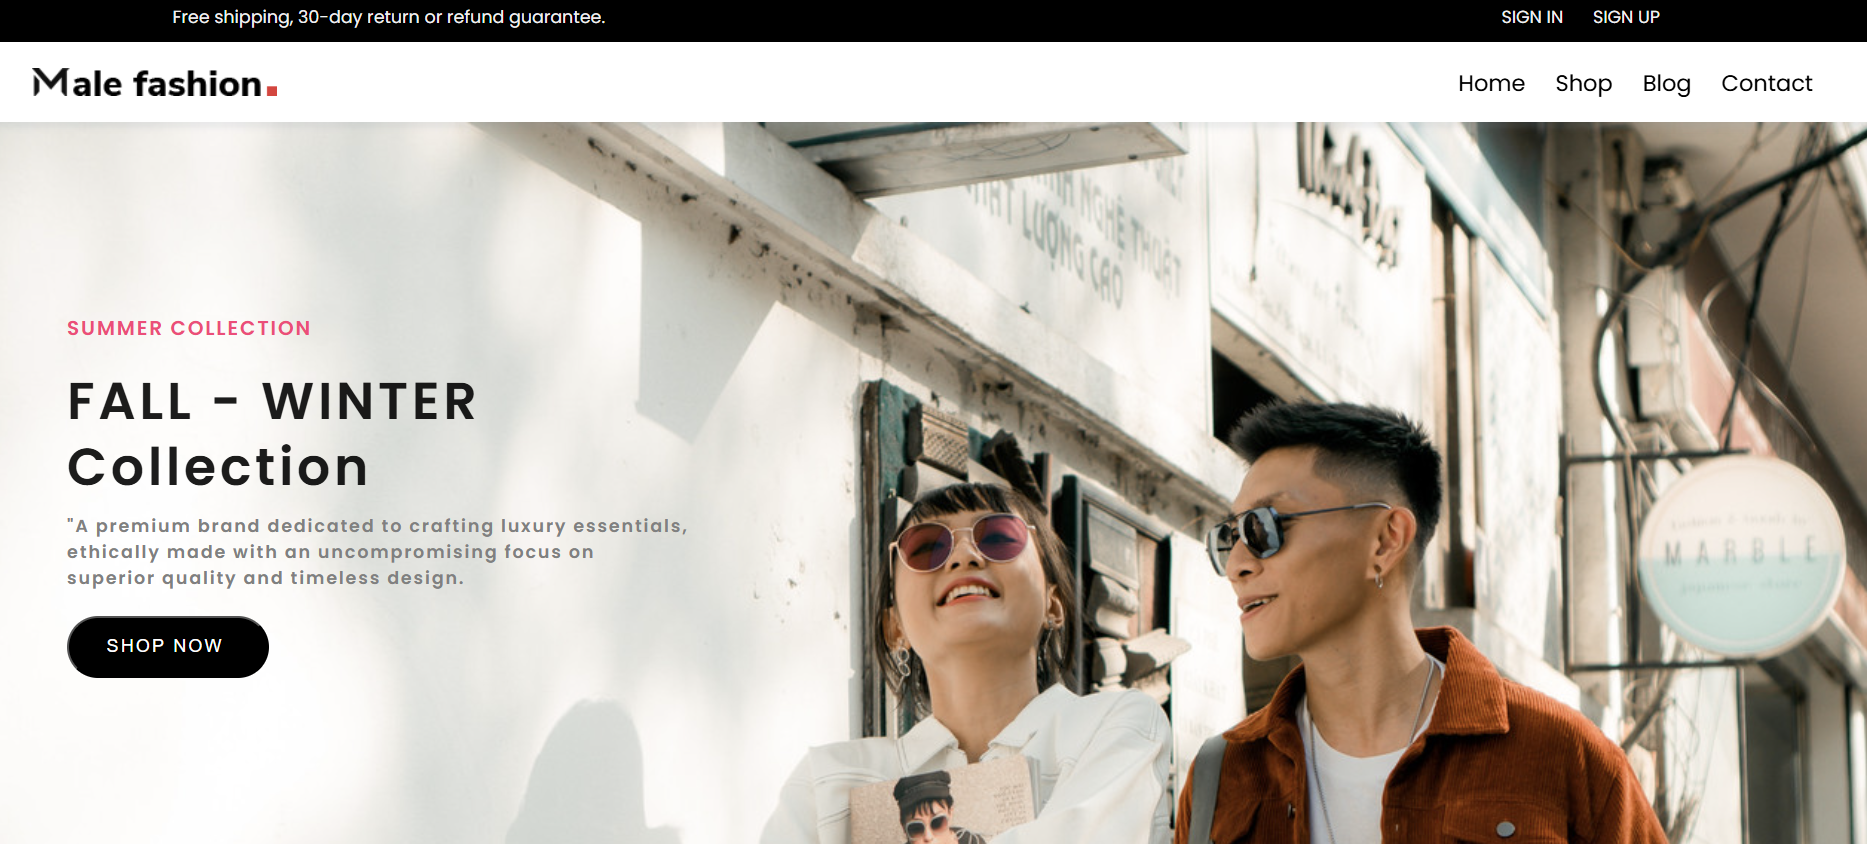 Free shipping, 30-day return or refund guarantee.
SIGN IN SIGN UP
Male fashion.
Home Shop Blog Contact
SUMMER COLLECTION
FALL - WINTER
Collection
"A premium brand dedicated to crafting luxury essentials,
ethically made with an uncompromising focus on
superior quality and timeless design.
SHOP NOW
NGHỆ THUẬT
LƯỢNG CAO
MARBLE